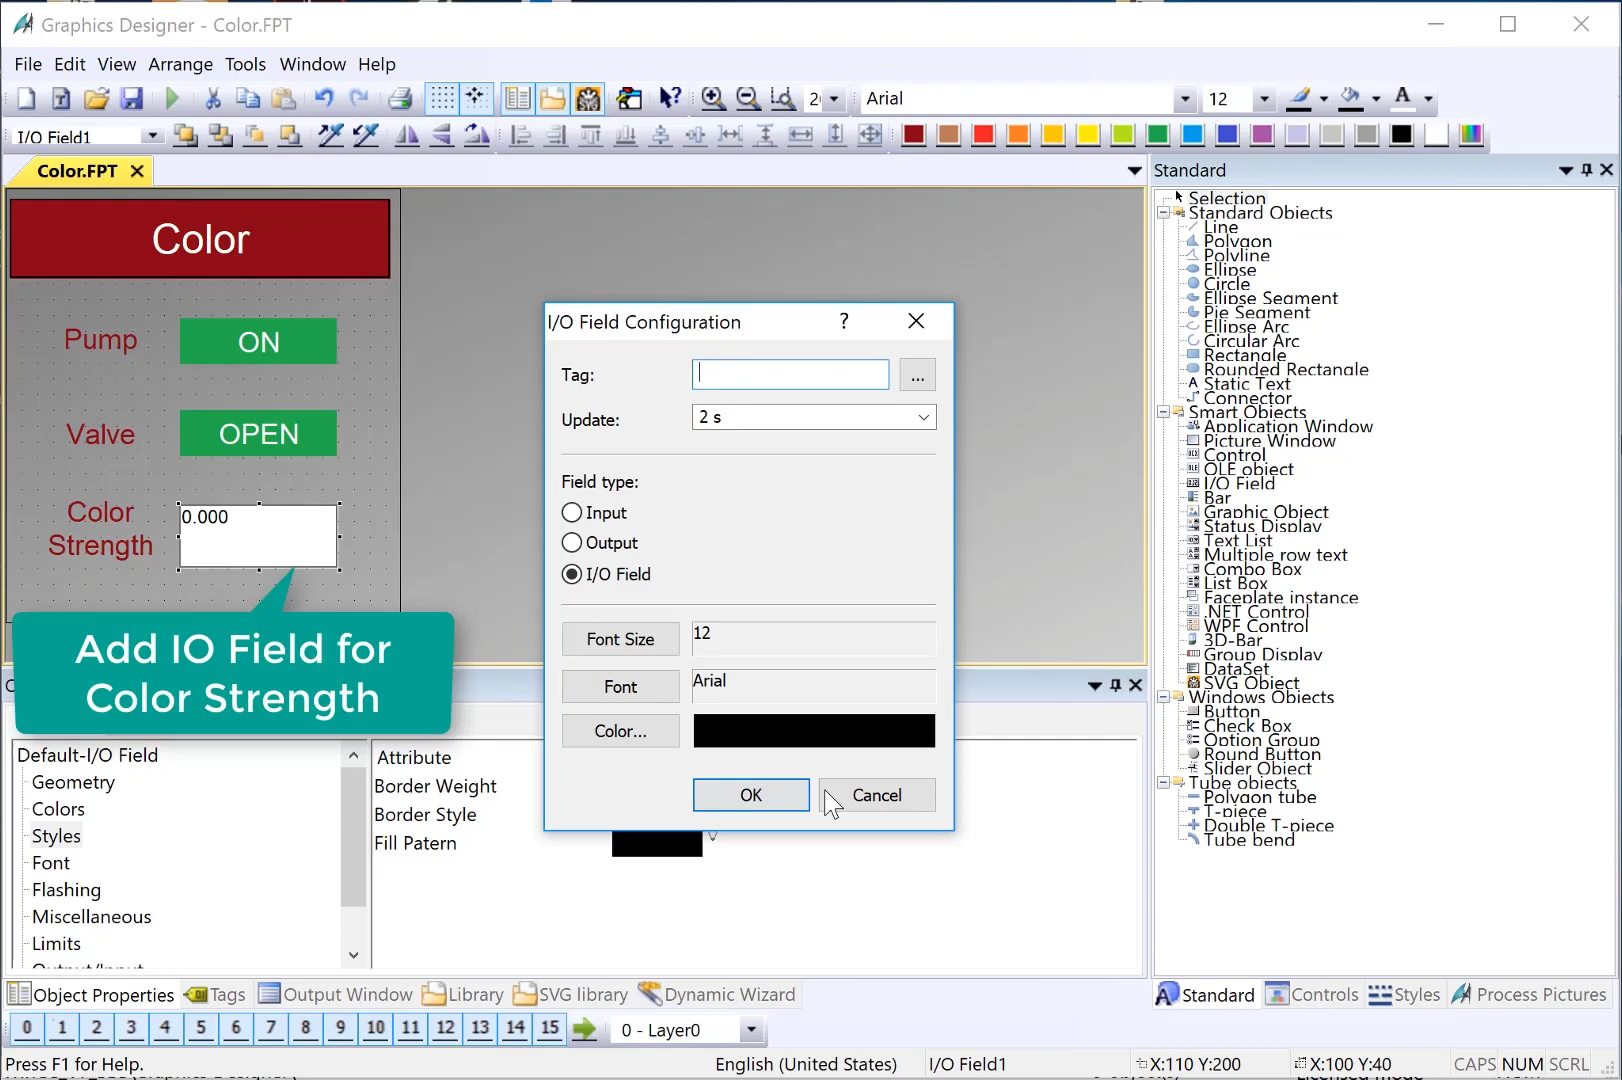 Graphics Designer - Color.FPT
File Edit View Arrange Tools Window Help
Arial
12
I/O Field1
Color.FPT
Color
Pump
ON
Valve
OPEN
Color
Strength
0.000
Add IO Field for
Color Strength
I/O Field Configuration
?
Tag:
...
Update:
2 s
Field type:
Input
Output
I/O Field
Font Size
12
Font
Arial
Color...
OK
Cancel
Default-I/O Field
Geometry
Colors
Styles
Font
Flashing
Miscellaneous
Limits
Output/Input
Attribute
Border Weight
Border Style
Fill Patern
Standard
Selection
Standard Objects
Line
Polygon
Polyline
Ellipse
Circle
Ellipse Segment
Pie Segment
Ellipse Arc
Circular Arc
Rectangle
Rounded Rectangle
Static Text
Connector
Smart Objects
Application Window
Picture Window
Control
OLE object
I/O Field
Bar
Graphic Object
Status Display
Text List
Multiple row text
Combo Box
List Box
Faceplate instance
.NET Control
WPF Control
3D-Bar
Group Display
DataSet
SVG Object
Windows Objects
Button
Check Box
Option Group
Round Button
Slider Object
Tube objects
Polygon tube
T-piece
Double T-piece
Tube bend
Object Properties Tags Output Window Library SVG library Dynamic Wizard
Standard Controls Styles Process Pictures
0 1 2 3 4 5 6 7 8 9 10 11 12 13 14 15
0 - Layer0
Press F1 for Help.
English (United States)
I/O Field1
X:110 Y:200
X:100 Y:40
CAPS NUM SCRL